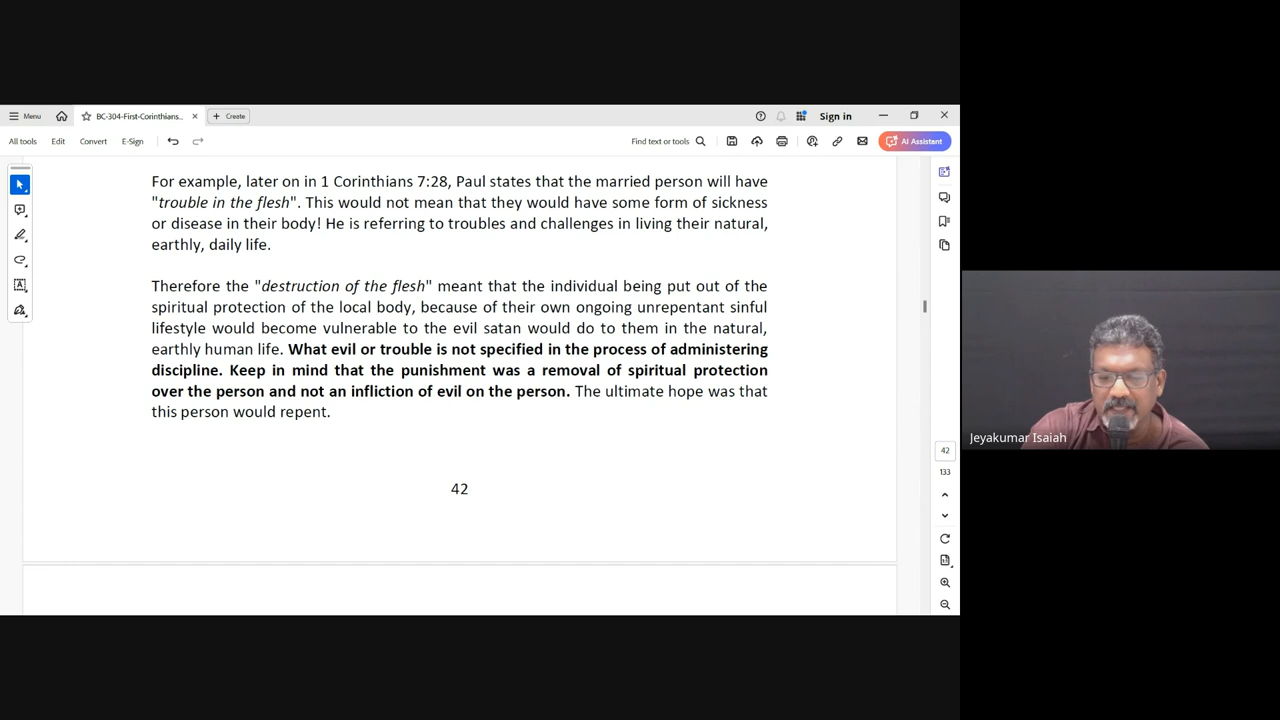 BC-304-First-Corinthians...
Create
Menu
Sign in
All tools Edit Convert E-Sign
Find text or tools
AI Assistant
For example, later on in 1 Corinthians 7:28, Paul states that the married person will have
"trouble in the flesh". This would not mean that they would have some form of sickness
or disease in their body! He is referring to troubles and challenges in living their natural,
earthly, daily life.
Therefore the "destruction of the flesh" meant that the individual being put out of the
spiritual protection of the local body, because of their own ongoing unrepentant sinful
lifestyle would become vulnerable to the evil satan would do to them in the natural,
earthly human life. What evil or trouble is not specified in the process of administering
discipline. Keep in mind that the punishment was a removal of spiritual protection
over the person and not an infliction of evil on the person. The ultimate hope was that
this person would repent.
42
42
133
Jeyakumar Isaiah